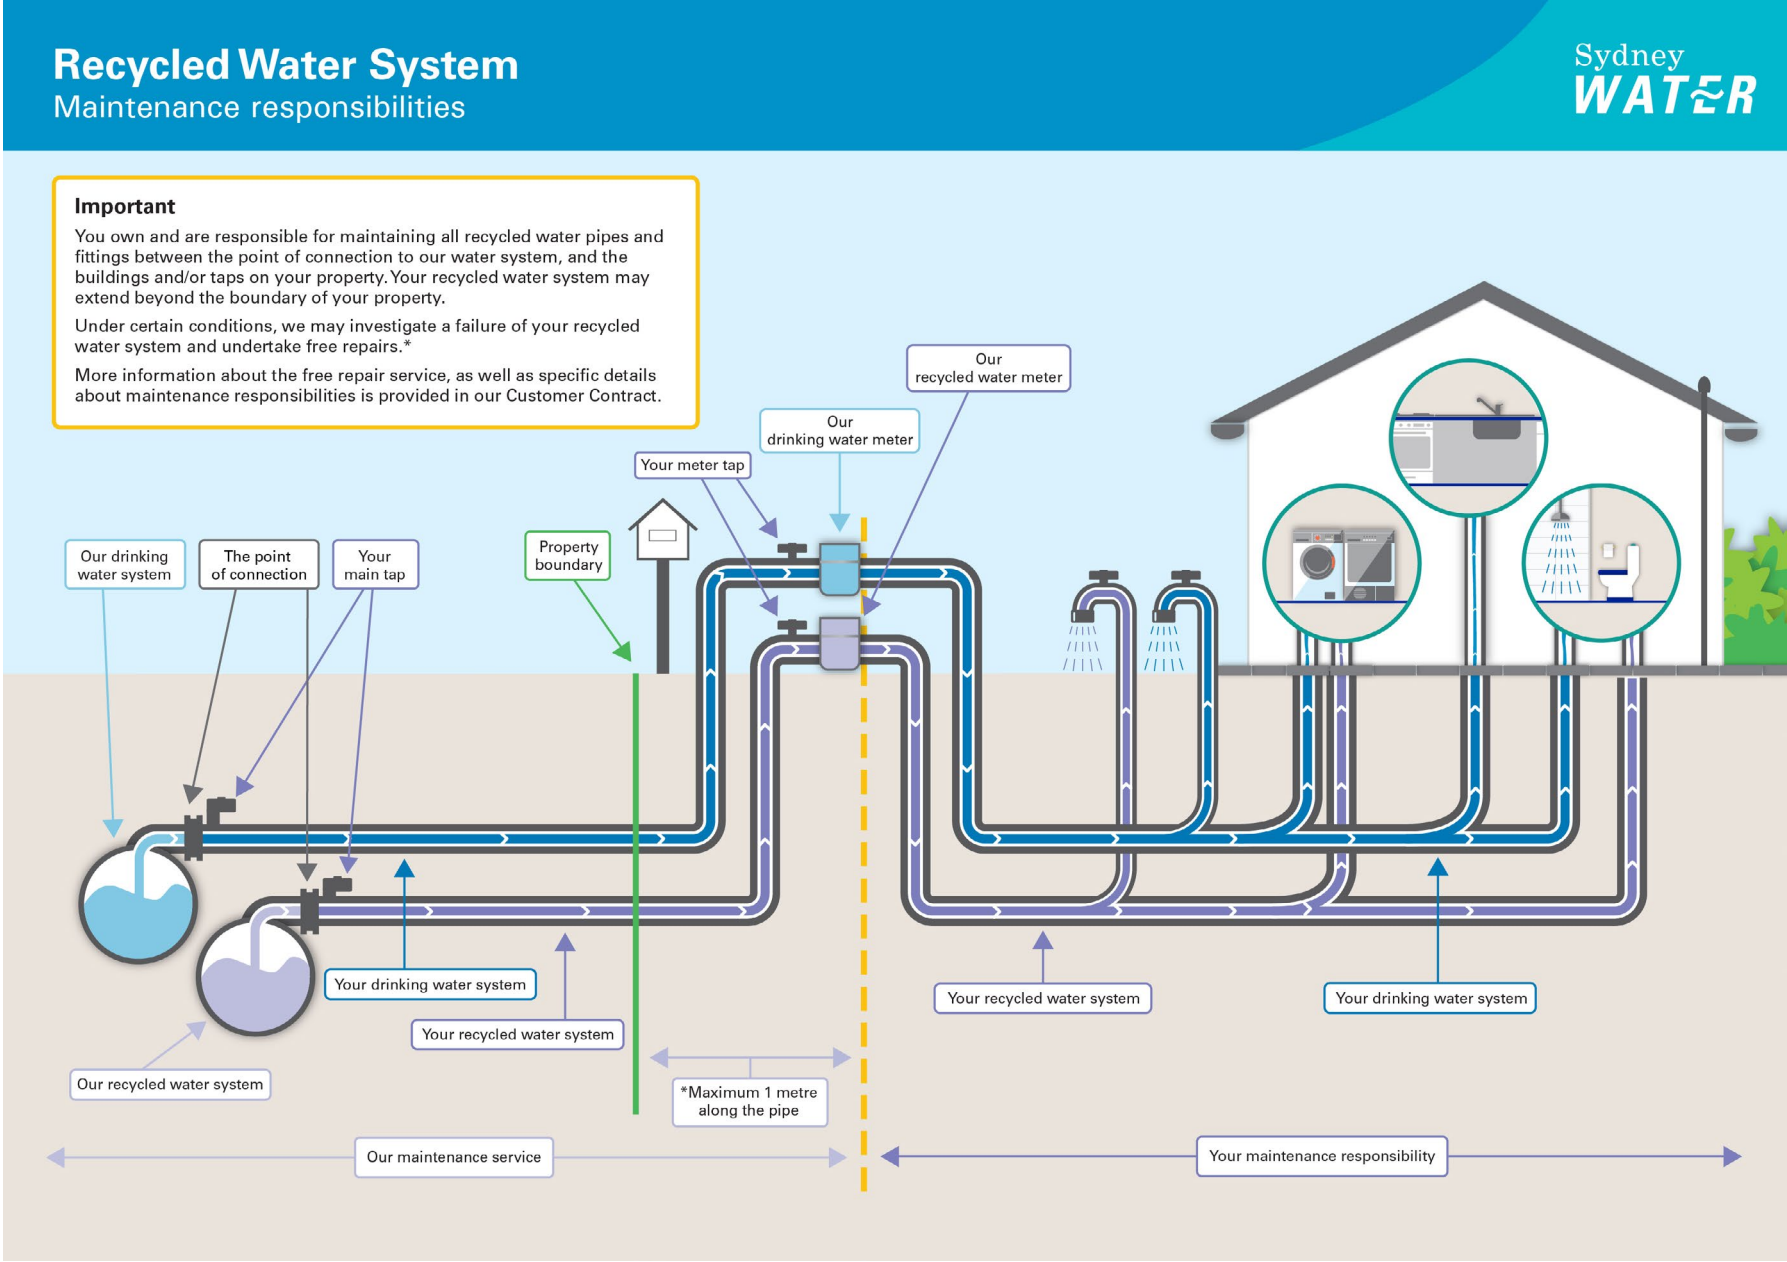 Recycled Water System
Maintenance responsibilities
Sydney
WATER
Important
You own and are responsible for maintaining all recycled water pipes and
fittings between the point of connection to our water system, and the
buildings and/or taps on your property. Your recycled water system may
extend beyond the boundary of your property.
Under certain conditions, we may investigate a failure of your recycled
water system and undertake free repairs.*
More information about the free repair service, as well as specific details
about maintenance responsibilities is provided in our Customer Contract.
Our
recycled water meter
Our
drinking water meter
Your meter tap
Our drinking
water system
The point
of connection
Your
main tap
Property
boundary
Your drinking water system
Your recycled water system
Our recycled water system
Your recycled water system
Your drinking water system
*Maximum 1 metre
along the pipe
Our maintenance service
Your maintenance responsibility